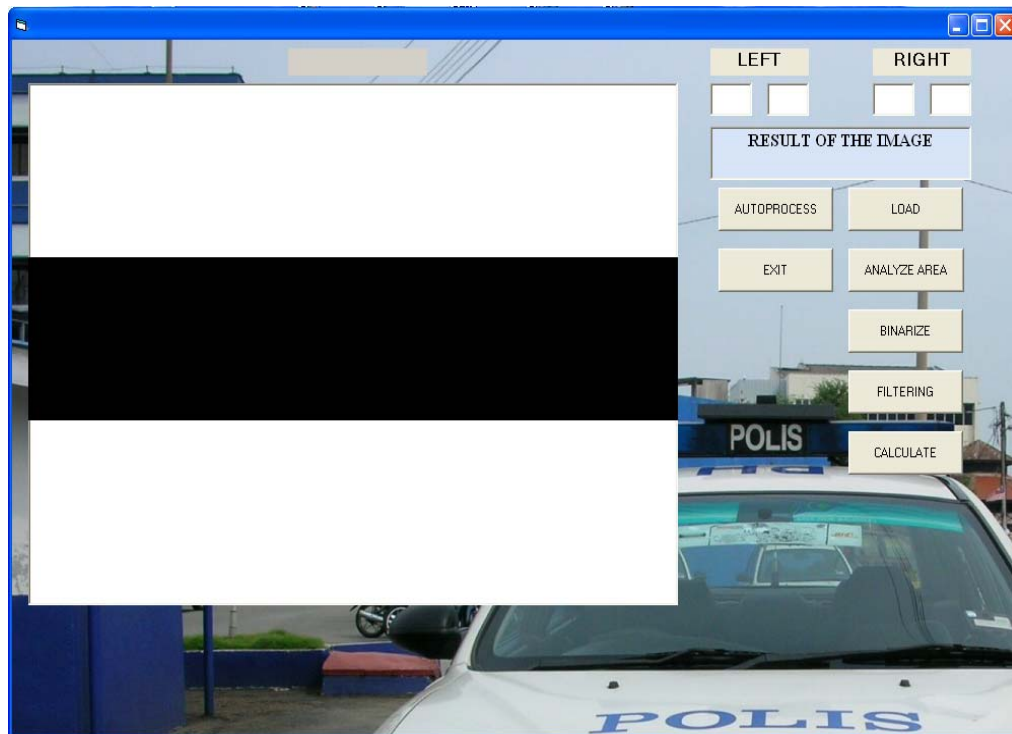 LEFT RIGHT
RESULT OF THE IMAGE
AUTOPROCESS LOAD
EXIT ANALYZE AREA
BINARIZE
FILTERING
CALCULATE
POLIS
POLIS